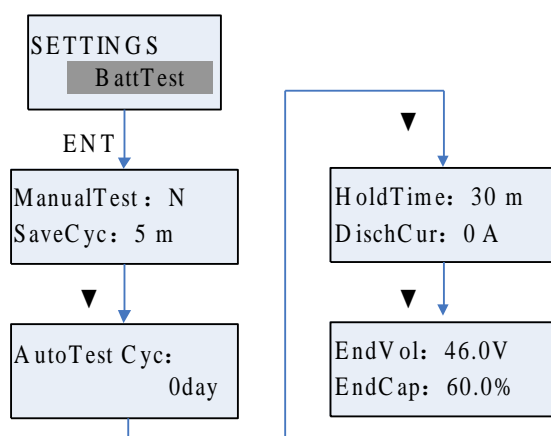 SETTINGS
BattTest
ENT
ManualTest：N
SaveCyc：5 m
▼
AutoTest Cyc：
0day
▼
HoldTime：30 m
DischCur：0 A
▼
EndVol：46.0V
EndCap：60.0%